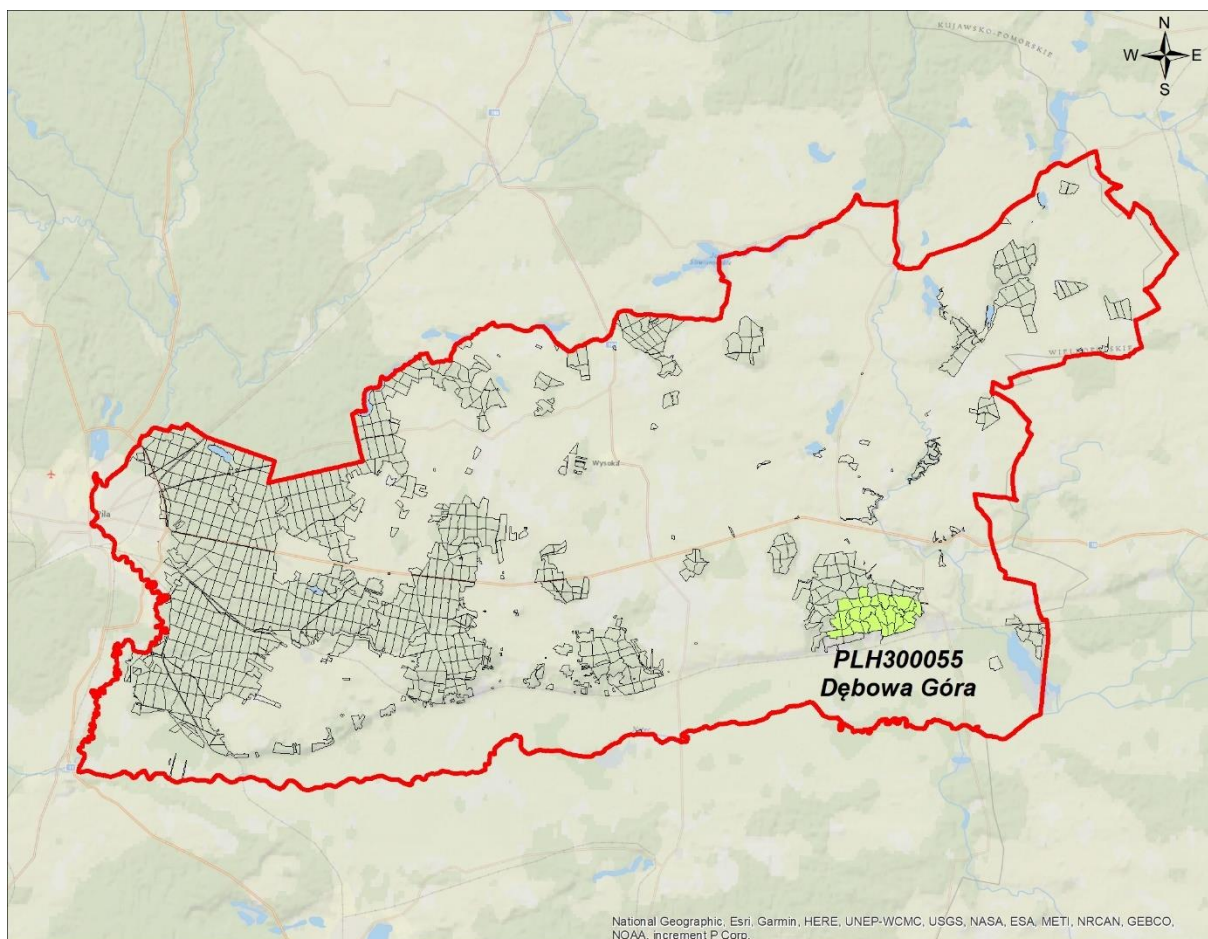 KUJAWSKO-POMORSKIE
N
W E
S
WIELKOPOLSKIE
Wysoka
Piła
PLH300055
Dębowa Góra
National Geographic, Esri, Garmin, HERE, UNEP-WCMC, USGS, NASA, ESA, METI, NRCAN, GEBCO,
NOAA, increment P Corp.